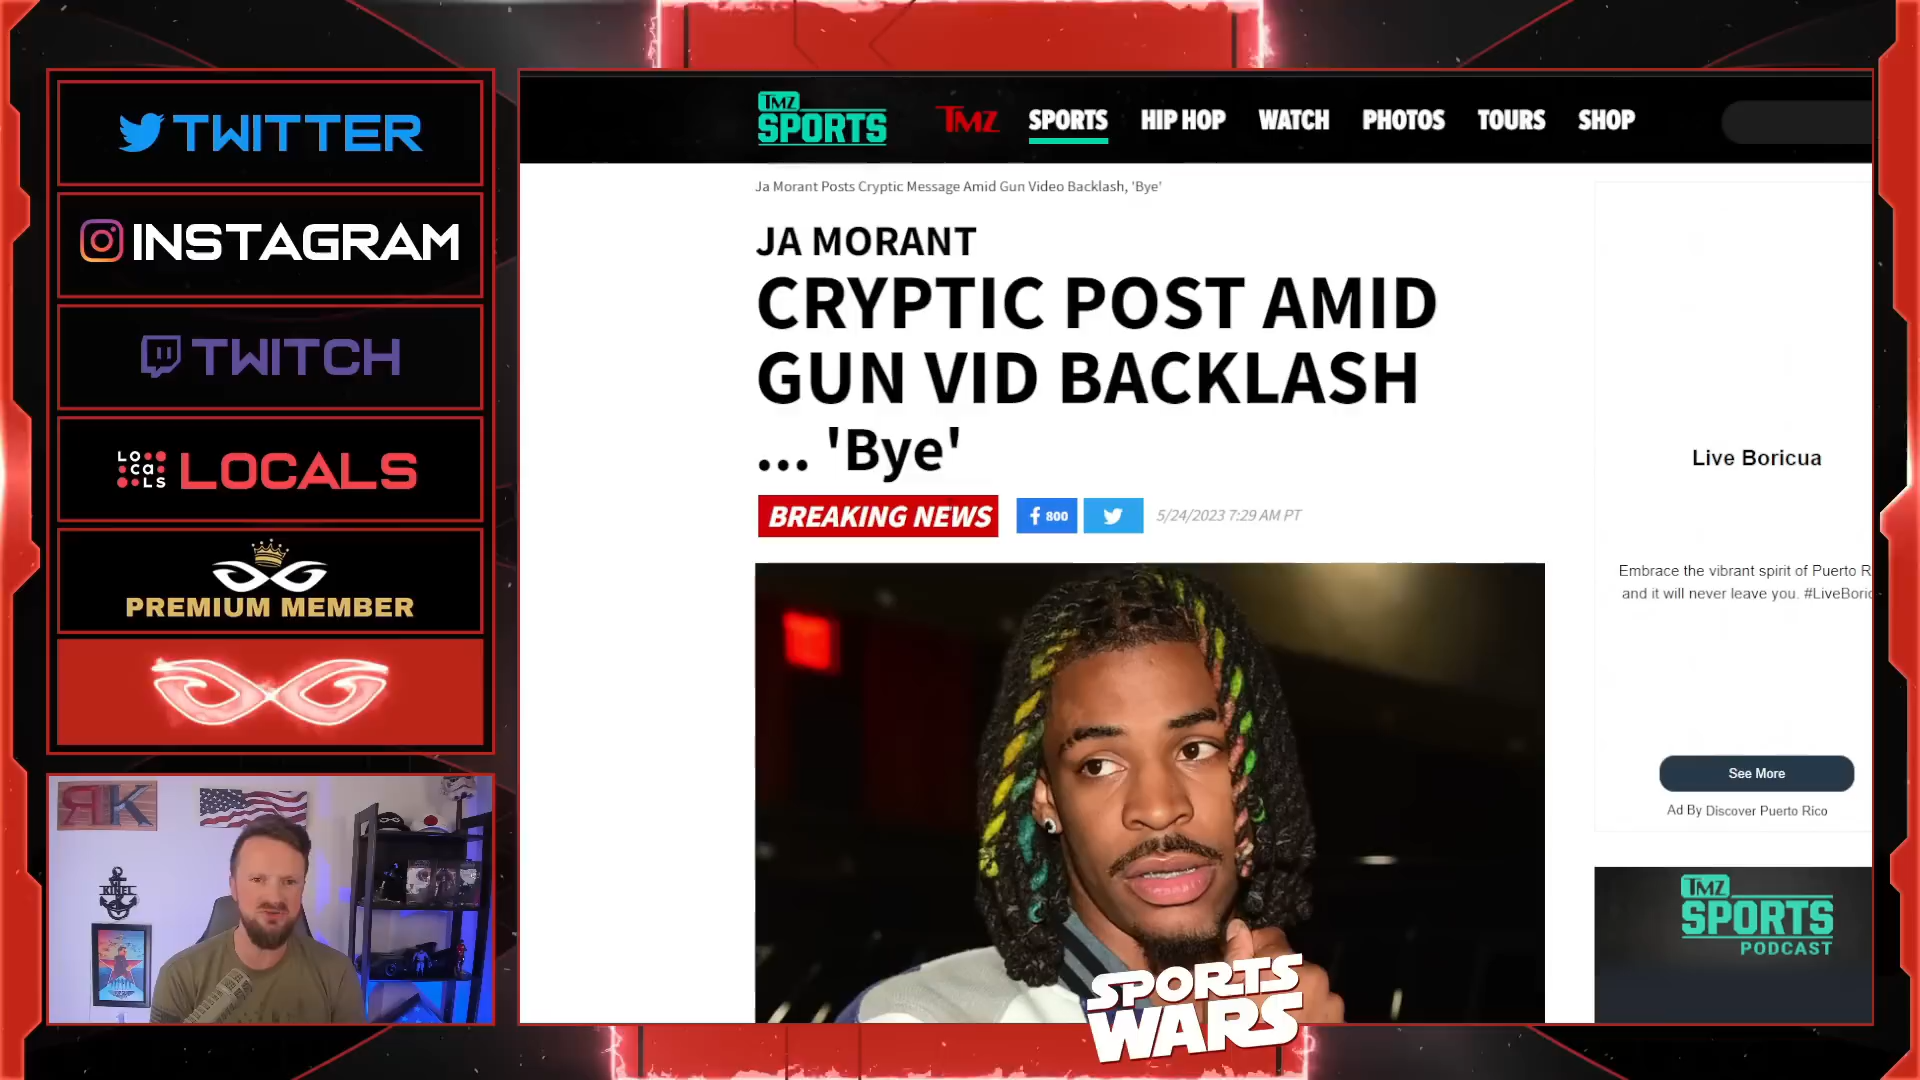 TWITTER
INSTAGRAM
TWITCH
LOCALS
LOCALS
PREMIUM MEMBER
RK
KINEL
TMZ
SPORTS
TMZ
SPORTS
HIP HOP
WATCH
PHOTOS
TOURS
SHOP
Ja Morant Posts Cryptic Message Amid Gun Video Backlash, 'Bye'
JA MORANT
CRYPTIC POST AMID
GUN VID BACKLASH
... 'Bye'
BREAKING NEWS
f 800
5/24/2023 7:29 AM PT
Live Boricua
Embrace the vibrant spirit of Puerto R
and it will never leave you. #LiveBoric
See More
Ad By Discover Puerto Rico
TMZ
SPORTS
PODCAST
SPORTS
WARS